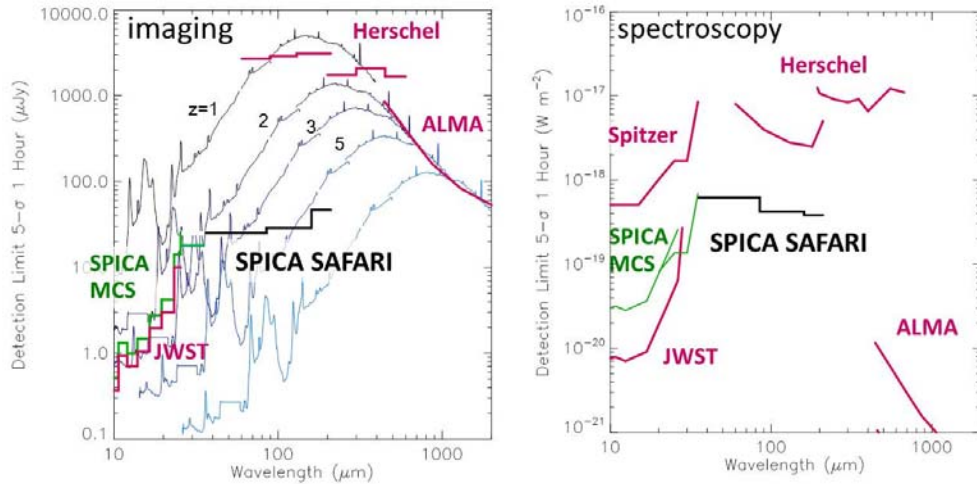 imaging
Herschel
z=1
2
3
5
ALMA
SPICA
MCS
SPICA SAFARI
JWST
Detection Limit 5-σ 1 Hour (μJy)
10000.0
1000.0
100.0
10.0
1.0
0.1
10
100
1000
Wavelength (μm)
spectroscopy
Herschel
Spitzer
SPICA
MCS
SPICA SAFARI
JWST
ALMA
Detection Limit 5-σ 1 Hour (W m⁻²)
10⁻¹⁶
10⁻¹⁷
10⁻¹⁸
10⁻¹⁹
10⁻²⁰
10⁻²¹
10
100
1000
Wavelength (μm)